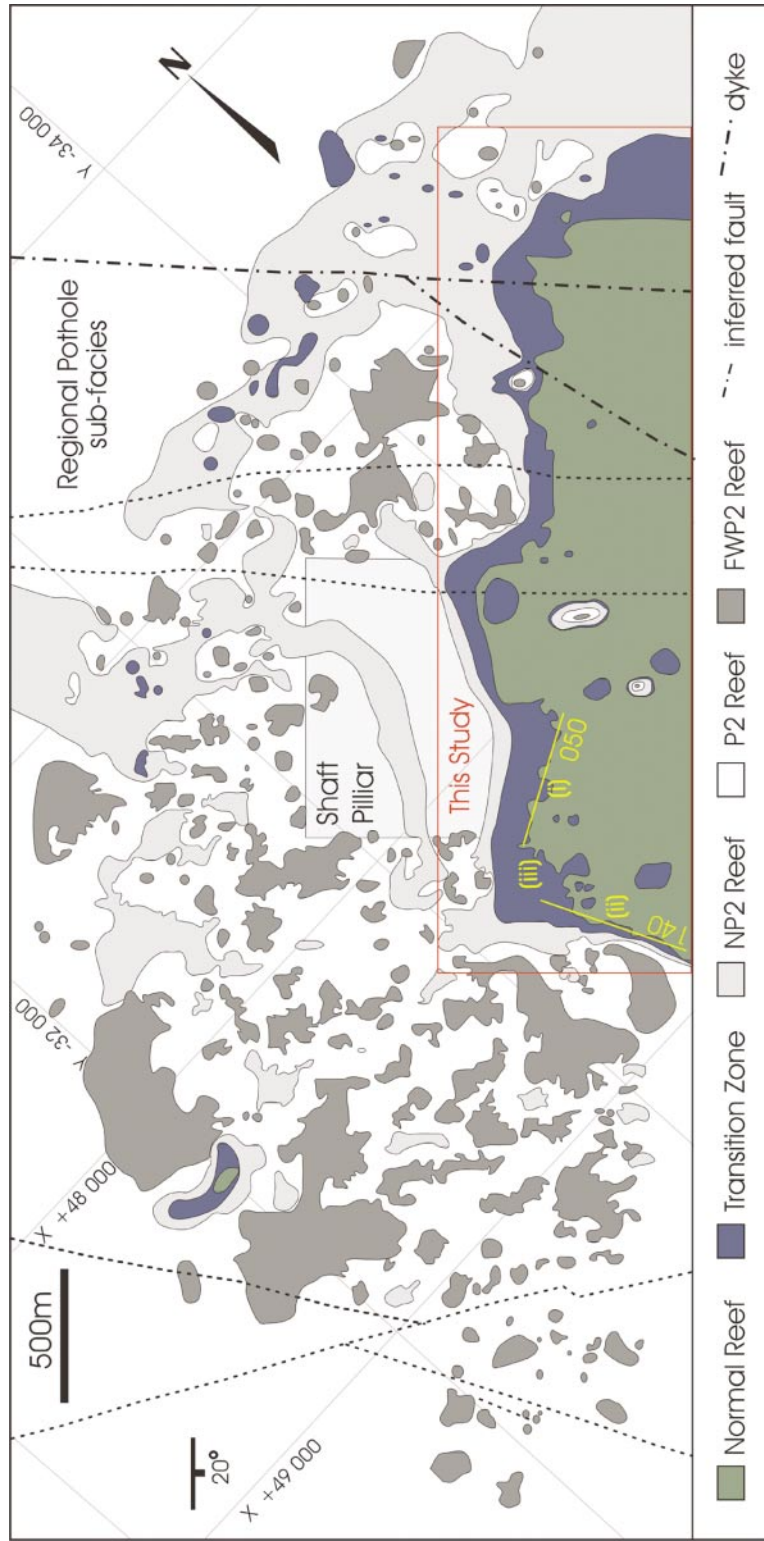 500m
20°
X +49 000
X +48 000
Y -32 000
Y -34 000
N
Regional Pothole
sub-facies
Shaft
Pilliar
This Study
050
(i)
(iii)
(ii)
140
Normal Reef
Transition Zone
NP2 Reef
P2 Reef
FWP2 Reef
inferred fault
dyke